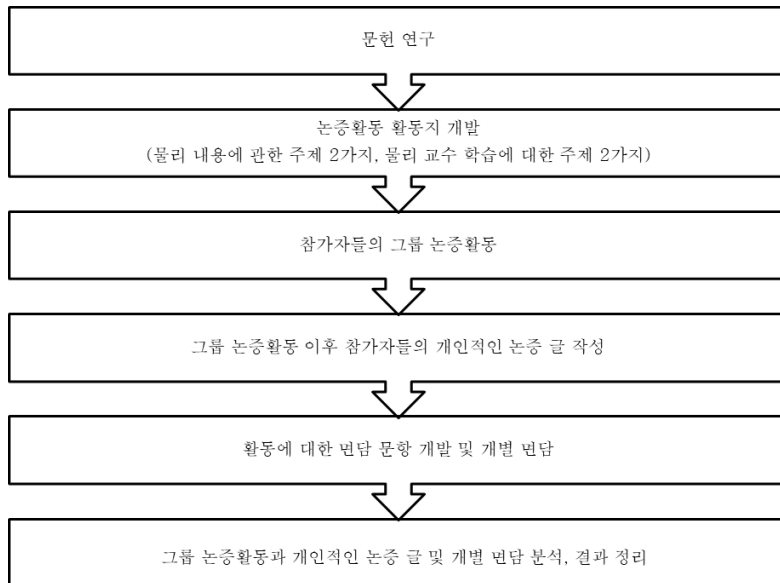 문헌 연구
논증활동 활동지 개발
(물리 내용에 관한 주제 2가지, 물리 교수 학습에 대한 주제 2가지)
참가자들의 그룹 논증활동
그룹 논증활동 이후 참가자들의 개인적인 논증 글 작성
활동에 대한 면담 문항 개발 및 개별 면담
그룹 논증활동과 개인적인 논증 글 및 개별 면담 분석, 결과 정리